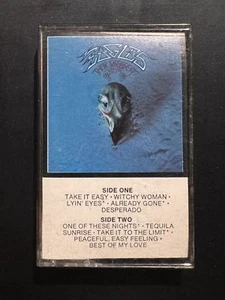 EAGLES
SIDE ONE
TAKE IT EASY • WITCHY WOMAN •
LYIN' EYES* • ALREADY GONE* •
DESPERADO
SIDE TWO
ONE OF THESE NIGHTS* • TEQUILA
SUNRISE • TAKE IT TO THE LIMIT* •
PEACEFUL, EASY FEELING •
BEST OF MY LOVE